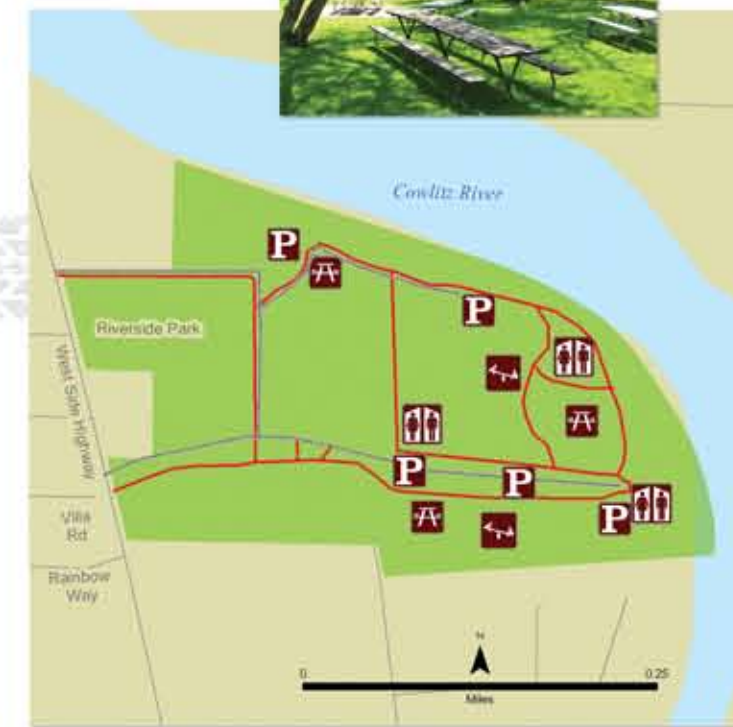 Cowlitz River
P
P
Riverside Park
West Side Highway
P
P
P
Villa
Rd
Rainbow
Way
N
0
0.25
Miles